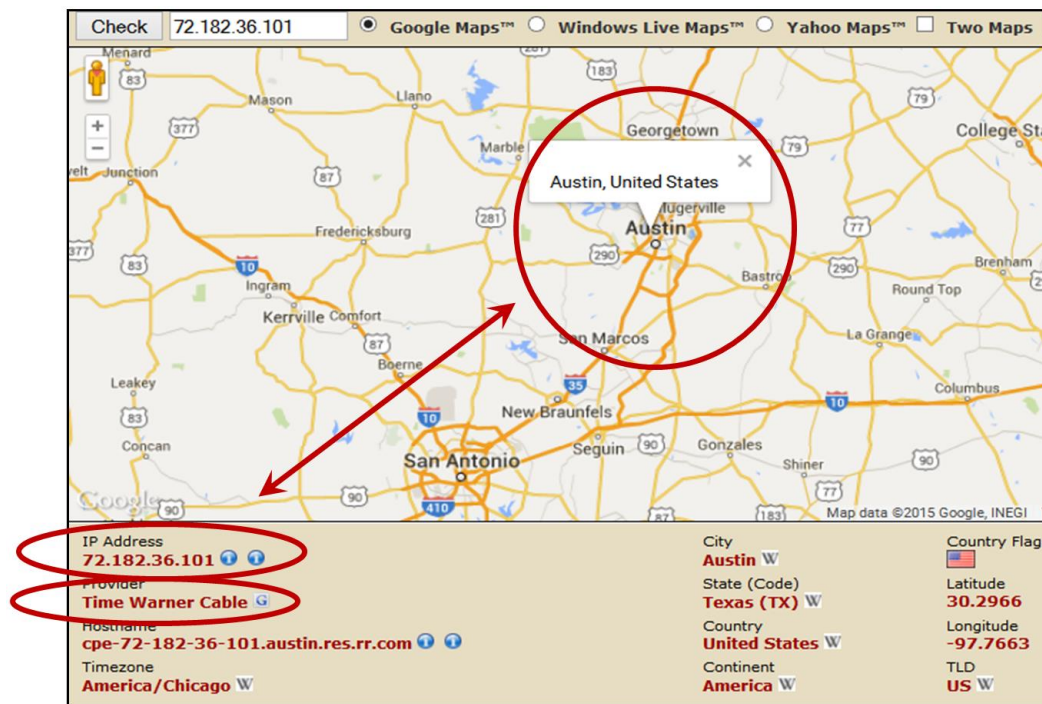 Check 72.182.36.101 Google Maps™ Windows Live Maps™ Yahoo Maps™ Two Maps
Menard
281
83
183
Mason
Llano
79
377
Georgetown
College
Marble
79
Junction
87
Austin, United States
281
Austin
77
Fredericksburg
377
83
10
290
290
Brenham
Ingram
Bastrop
Round Top
Kerrville Comfort
87
San Marcos
La Grange
Boerne
Leakey
35
Columbus
83
10
New Braunfels
10
Concan
Seguin 90 Gonzales
San Antonio
Shiner
90
Google
90
90
410
77
87
183
Map data ©2015 Google, INEGI
IP Address
72.182.36.101
Provider
Time Warner Cable G
Hostname
cpe-72-182-36-101.austin.res.rr.com
Timezone
America/Chicago W
City
Austin W
State (Code)
Texas (TX) W
Country
United States W
Continent
America W
Country Flag
Latitude
30.2966
Longitude
-97.7663
TLD
US W